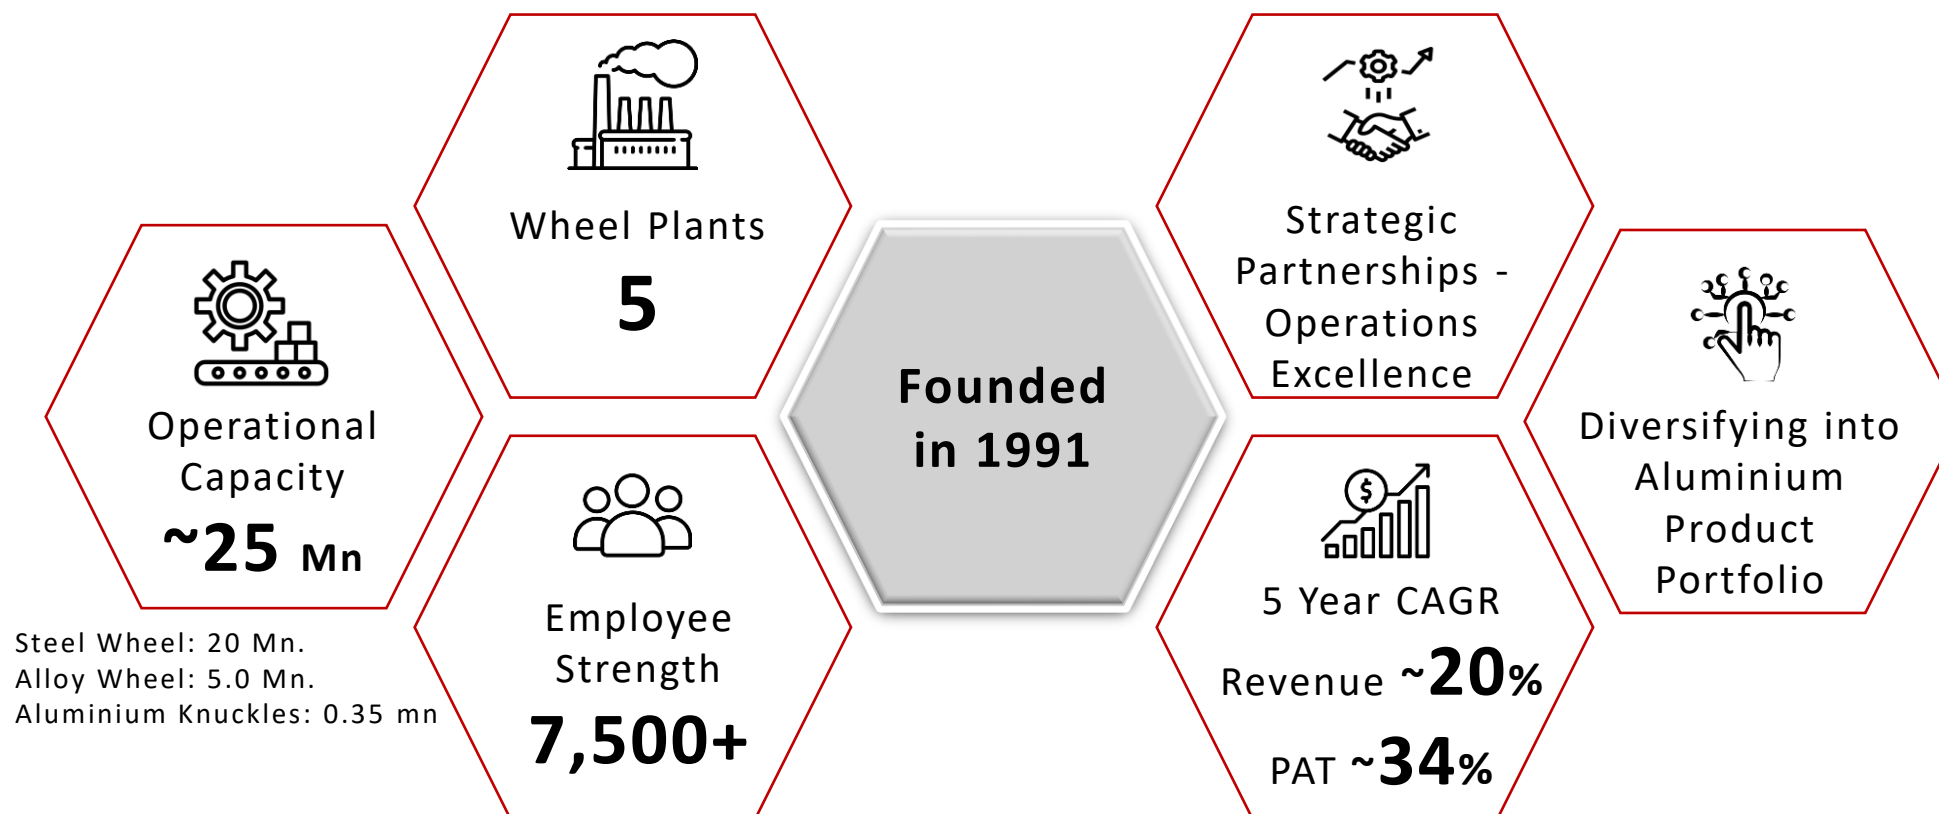 Wheel Plants
5
Operational
Capacity
~25 Mn
Steel Wheel: 20 Mn.
Alloy Wheel: 5.0 Mn.
Aluminium Knuckles: 0.35 mn
Employee
Strength
7,500+
Founded
in 1991
Strategic
Partnerships -
Operations
Excellence
5 Year CAGR
Revenue ~20%
PAT ~34%
Diversifying into
Aluminium
Product
Portfolio